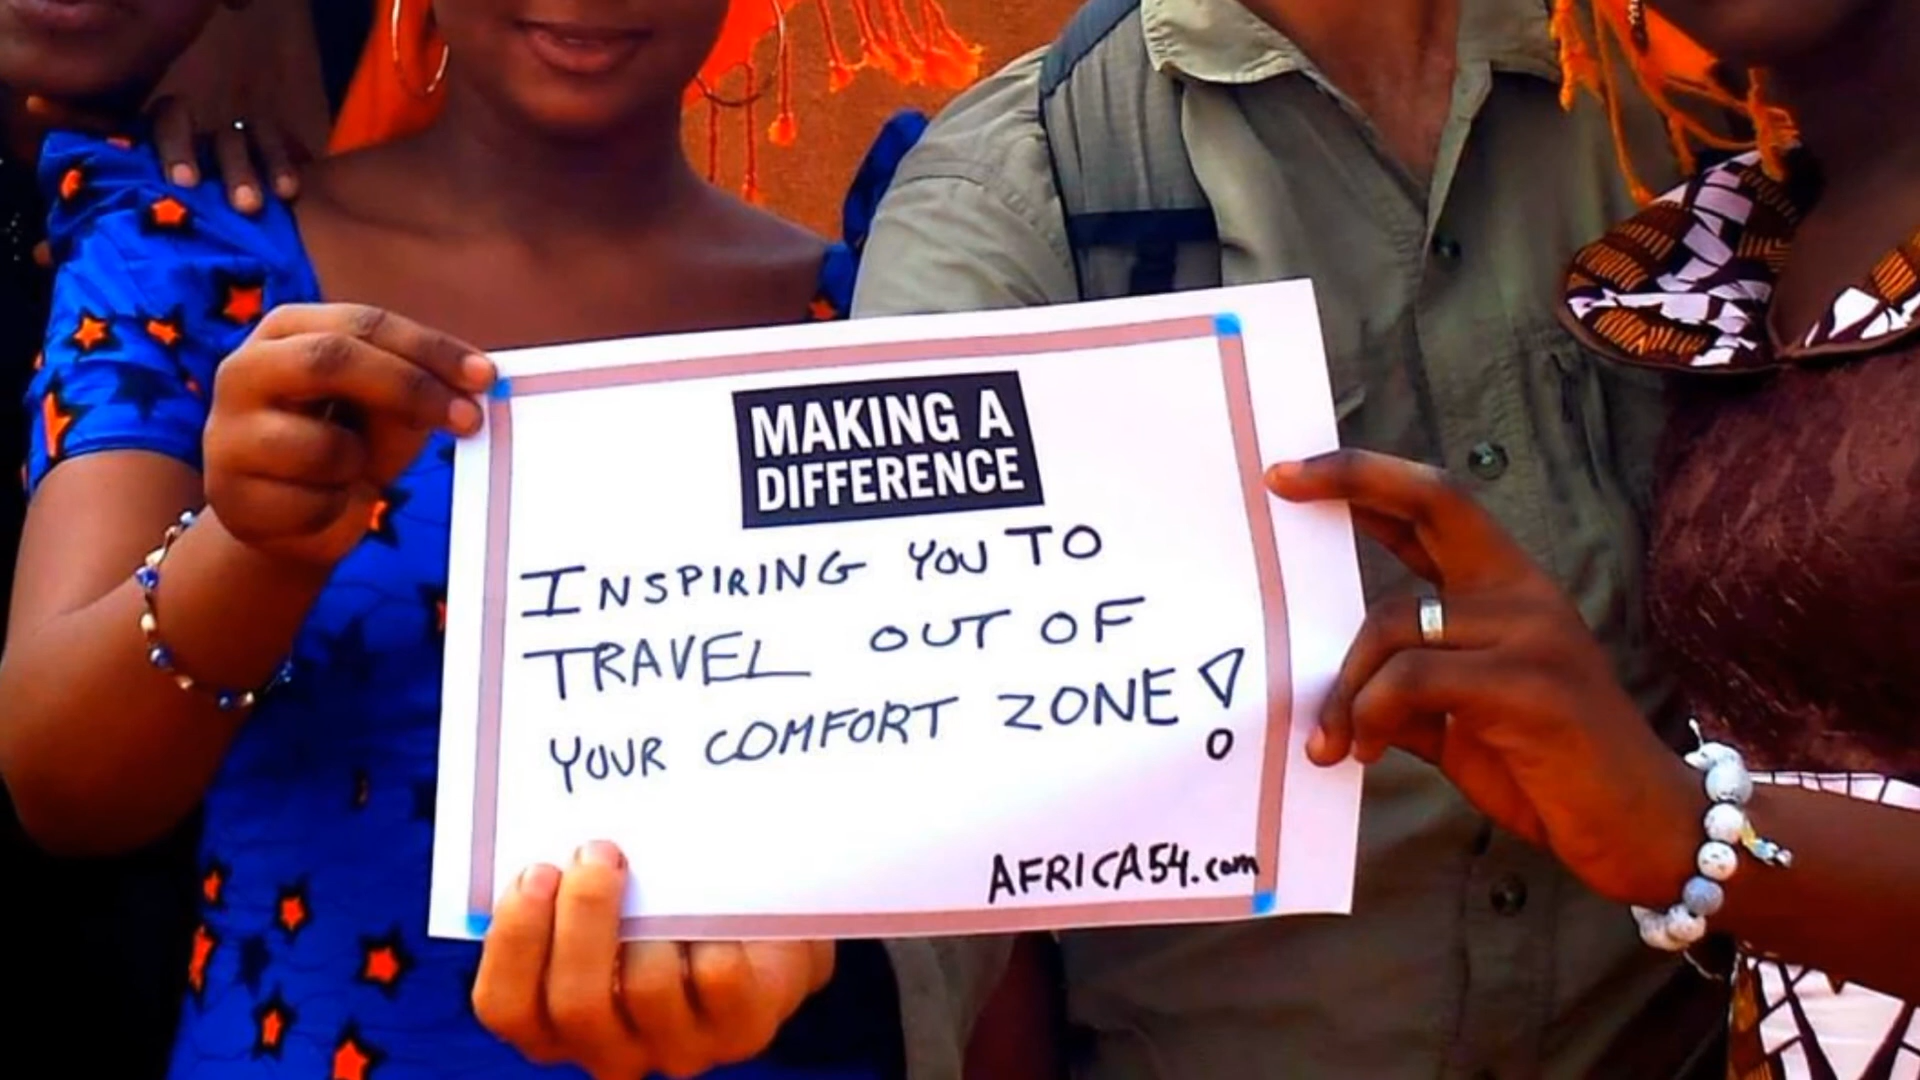 MAKING A
DIFFERENCE
INSPIRING YOU TO
TRAVEL OUT OF
YOUR COMFORT ZONE!
AFRICA54.com